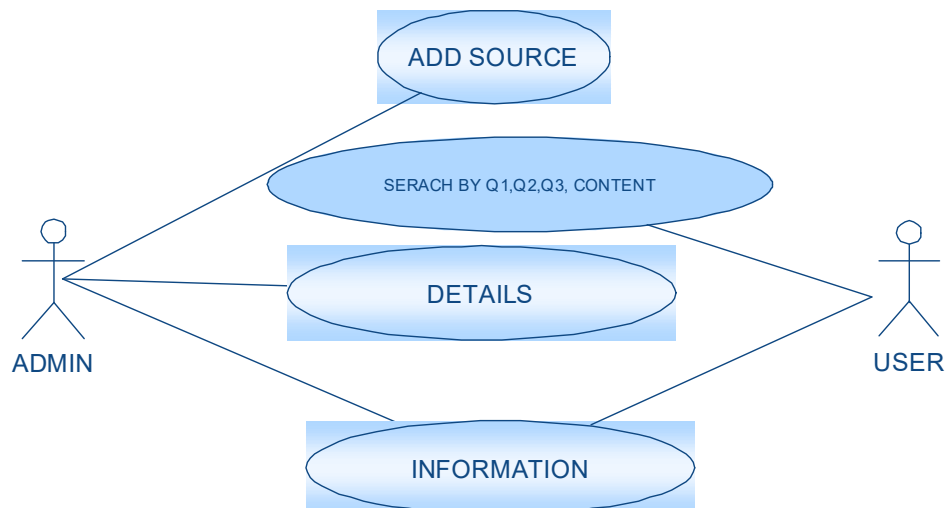 ADD SOURCE
SERACH BY Q1,Q2,Q3, CONTENT
DETAILS
ADMIN
USER
INFORMATION